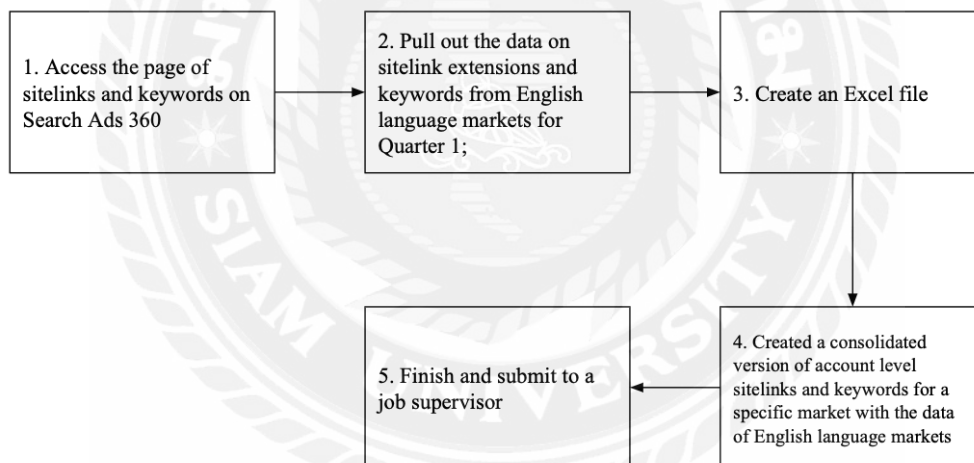 1. Access the page of
sitelinks and keywords on
Search Ads 360
2. Pull out the data on
sitelink extensions and
keywords from English
language markets for
Quarter 1;
3. Create an Excel file
4. Created a consolidated
version of account level
sitelinks and keywords for a
specific market with the data
of English language markets
5. Finish and submit to a
job supervisor
SIAM UNIVERSITY